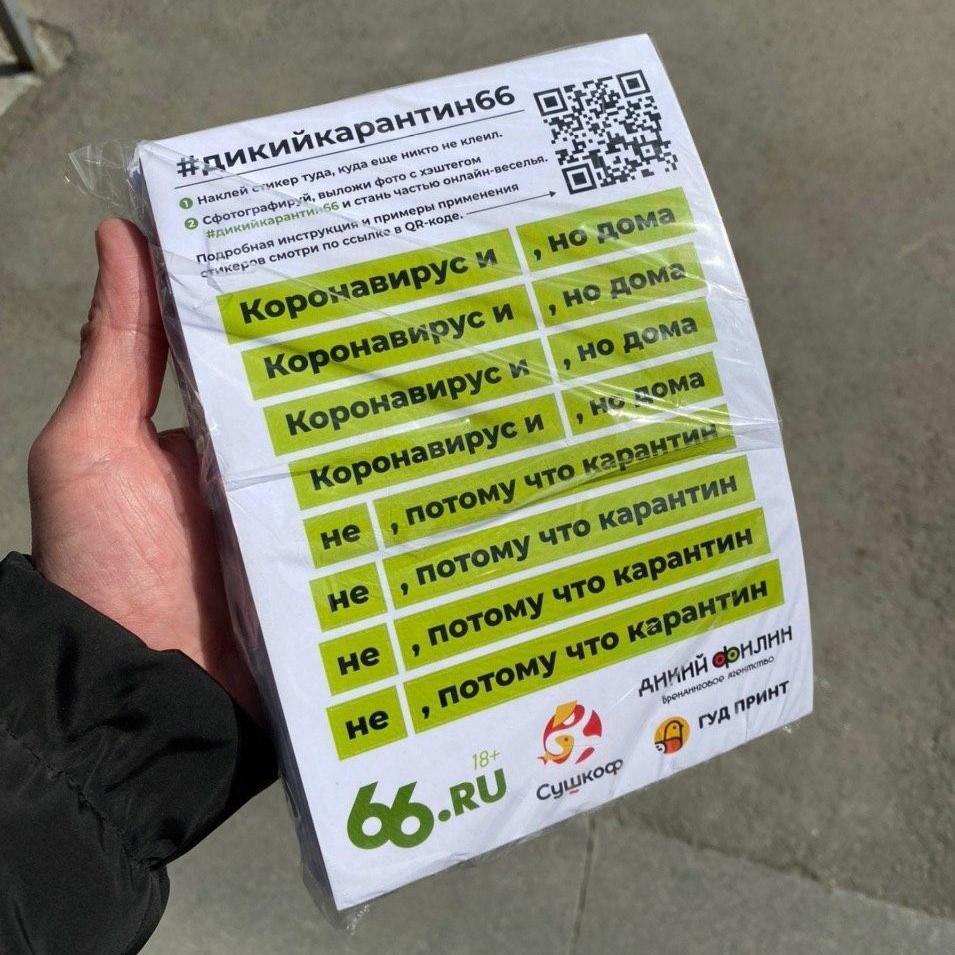 #дикийкарантин66
1 Наклей стикер туда, куда еще никто не клеил.
2 Сфотографируй, выложи фото с хэштегом
#дикийкарантин66 и стань частью онлайн-веселья.
Подробная инструкция и примеры применения
стикеров смотри по ссылке в QR-коде.
Коронавирус и , но дома
Коронавирус и , но дома
Коронавирус и , но дома
Коронавирус и , но дома
не , потому что карантин
не , потому что карантин
не , потому что карантин
не , потому что карантин
66.RU 18+
Сушкоф
ДИКИЙ ФИЛИН
брендинговое агентство
ГУД ПРИНТ